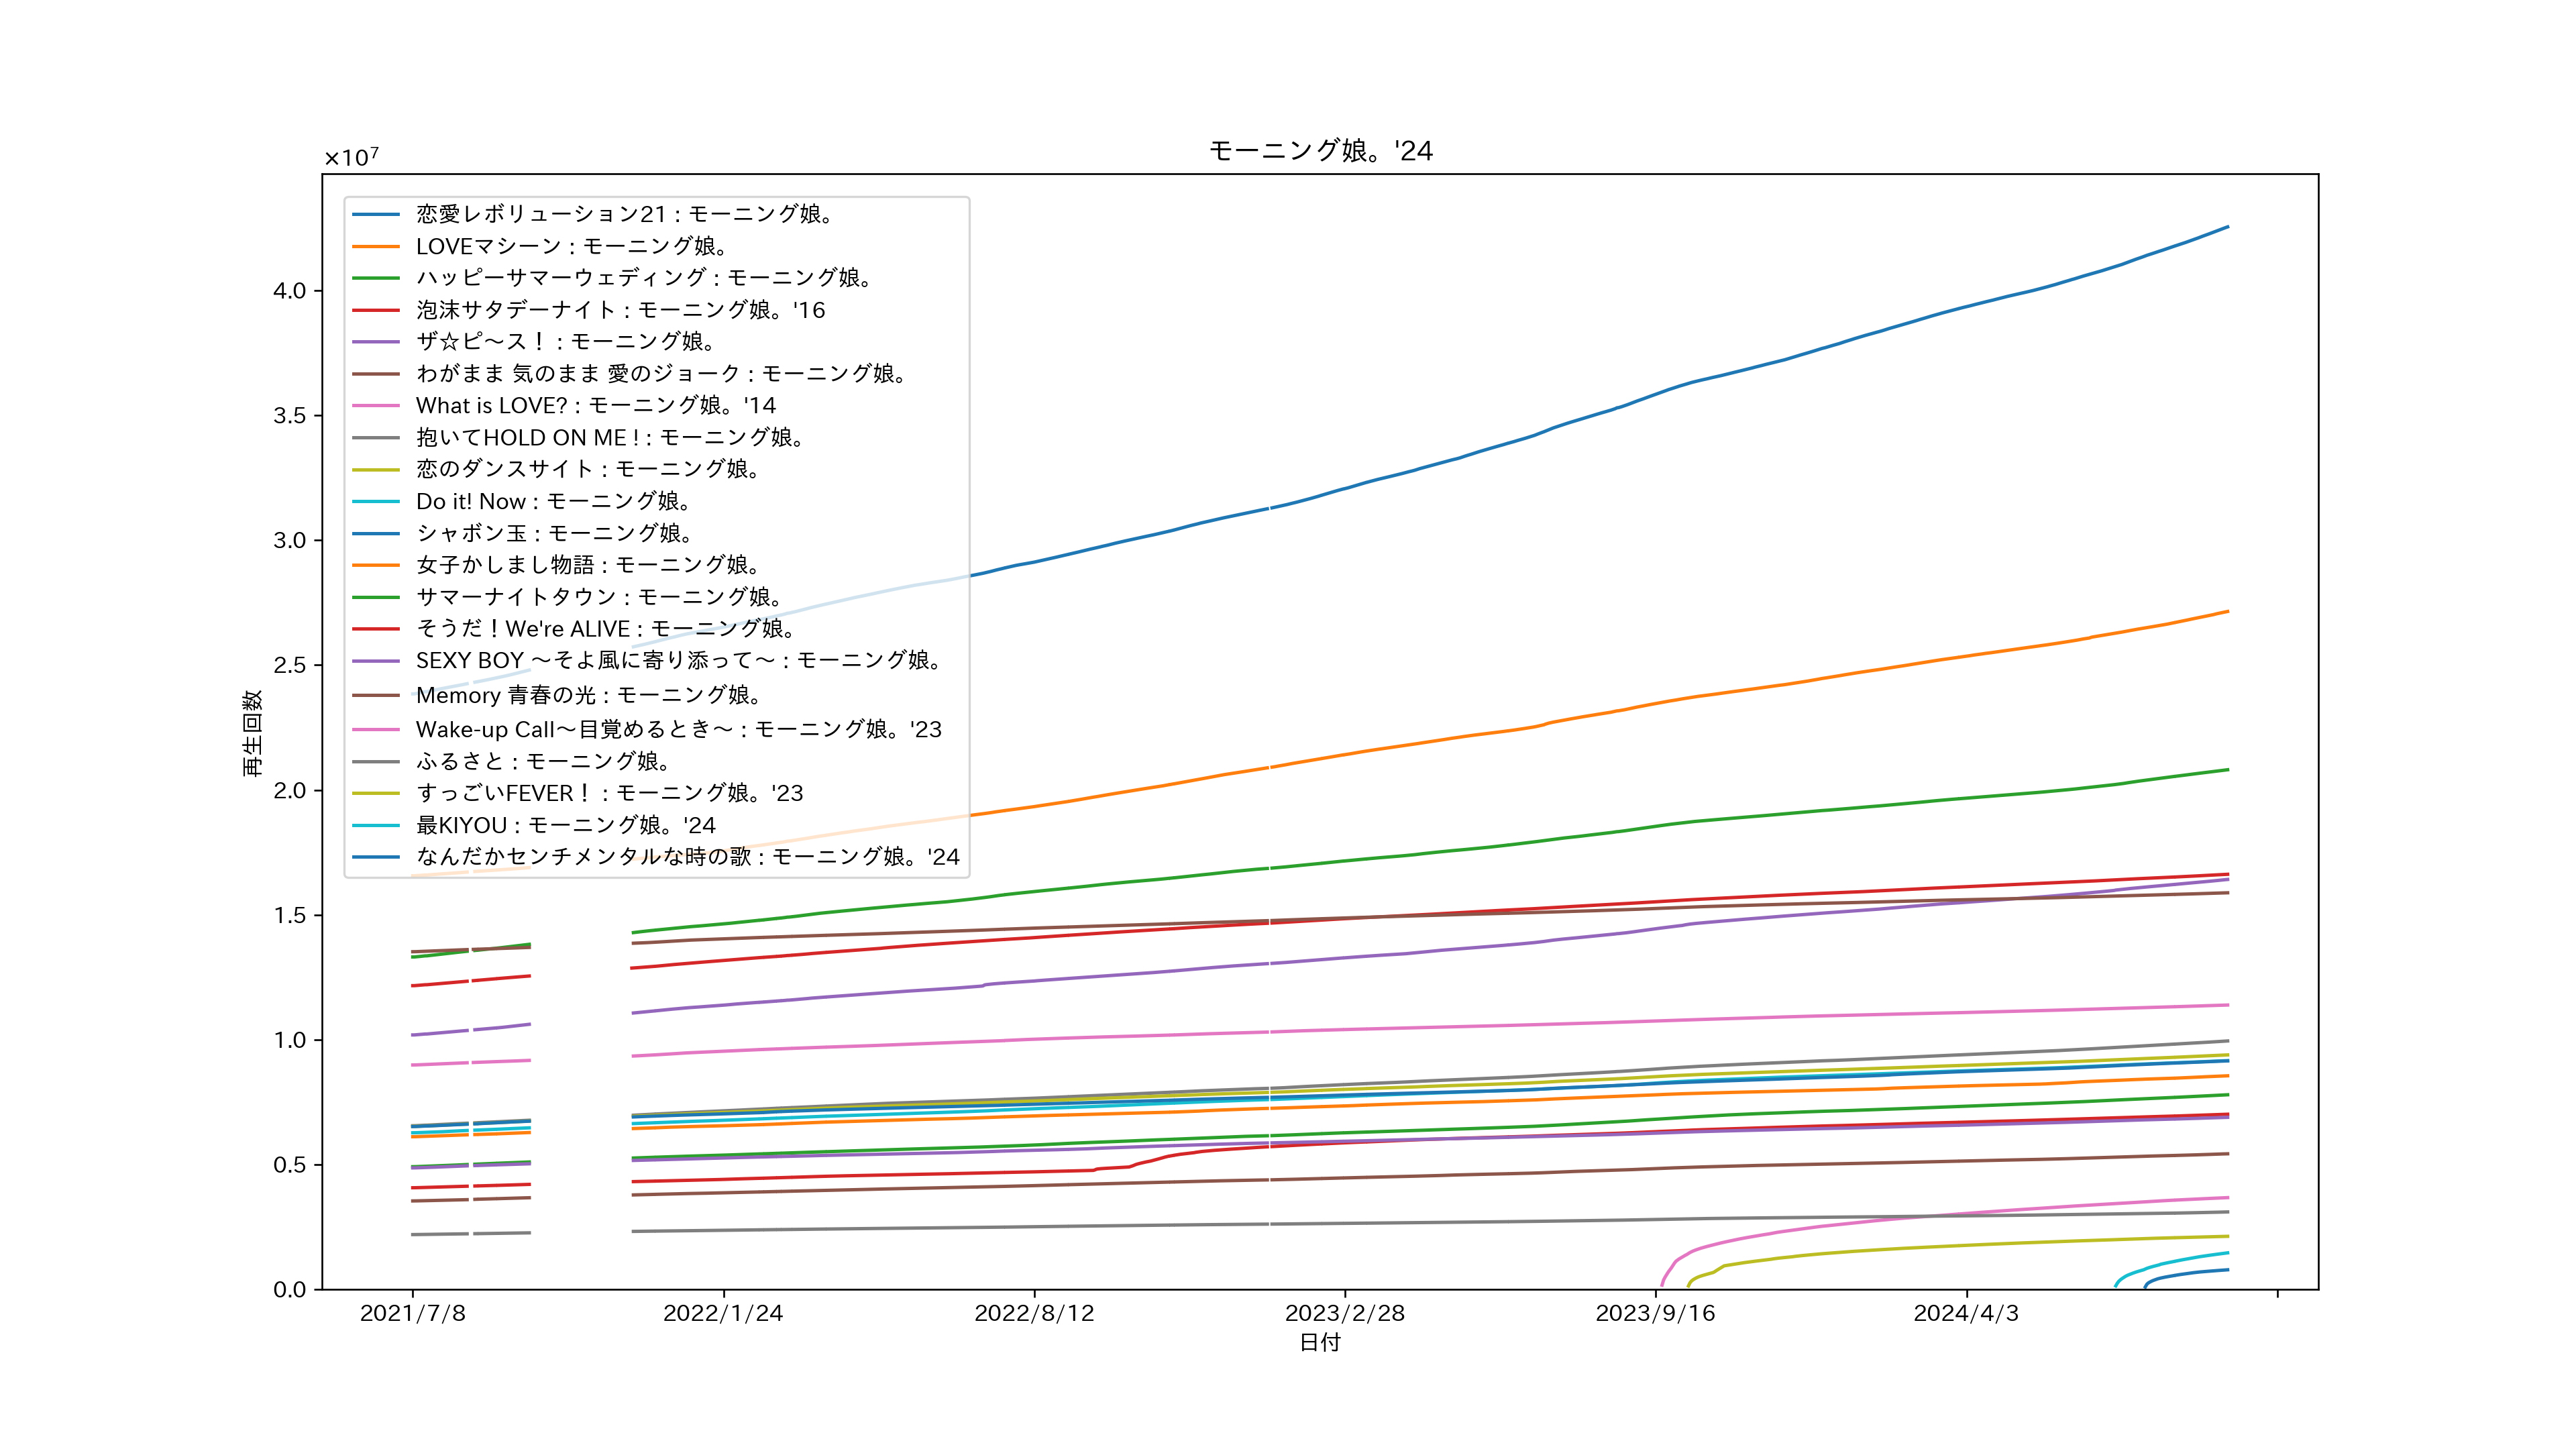 モーニング娘。'24
×10⁷
恋愛レボリューション21 : モーニング娘。
LOVEマシーン : モーニング娘。
ハッピーサマーウェディング : モーニング娘。
泡沫サタデーナイト : モーニング娘。'16
ザ☆ピ〜ス！ : モーニング娘。
わがまま 気のまま 愛のジョーク : モーニング娘。
What is LOVE? : モーニング娘。'14
抱いてHOLD ON ME ! : モーニング娘。
恋のダンスサイト : モーニング娘。
Do it! Now : モーニング娘。
シャボン玉 : モーニング娘。
女子かしまし物語 : モーニング娘。
サマーナイトタウン : モーニング娘。
そうだ！We're ALIVE : モーニング娘。
SEXY BOY 〜そよ風に寄り添って〜 : モーニング娘。
Memory 青春の光 : モーニング娘。
Wake-up Call〜目覚めるとき〜 : モーニング娘。'23
ふるさと : モーニング娘。
すっごいFEVER！ : モーニング娘。'23
最KIYOU : モーニング娘。'24
なんだかセンチメンタルな時の歌 : モーニング娘。'24
4.0
3.5
3.0
2.5
2.0
1.5
1.0
0.5
0.0
再生回数
2021/7/8 2022/1/24 2022/8/12 2023/2/28 2023/9/16 2024/4/3
日付